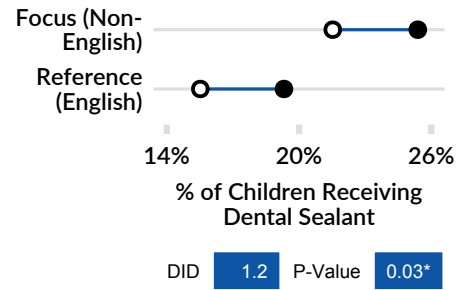 Focus (Non-
English)
Reference
(English)
14% 20% 26%
% of Children Receiving
Dental Sealant
DID 1.2 P-Value 0.03*